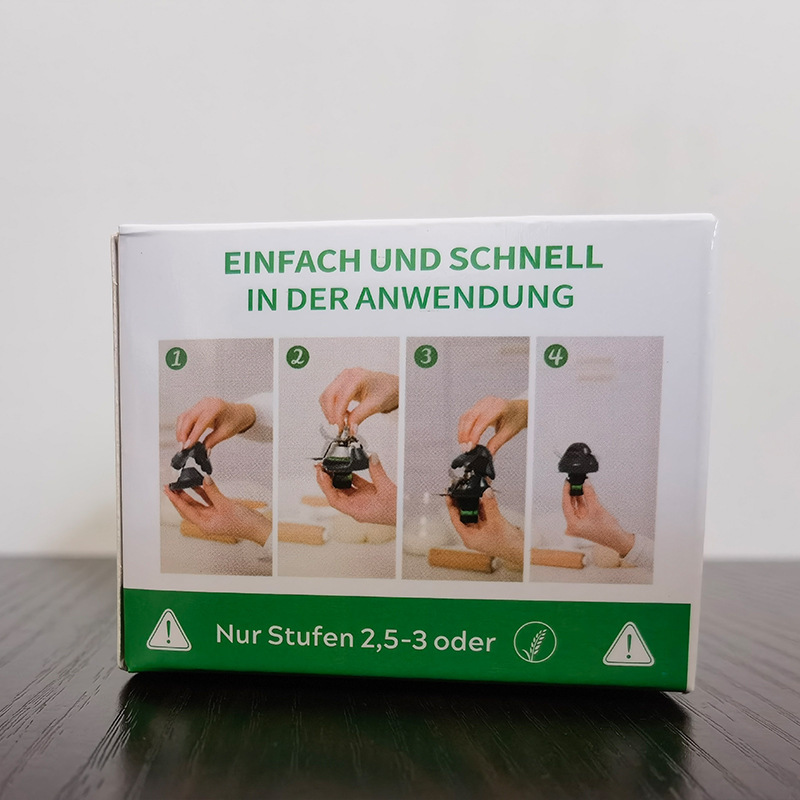 EINFACH UND SCHNELL
IN DER ANWENDUNG
1 2 3 4
Nur Stufen 2,5-3 oder